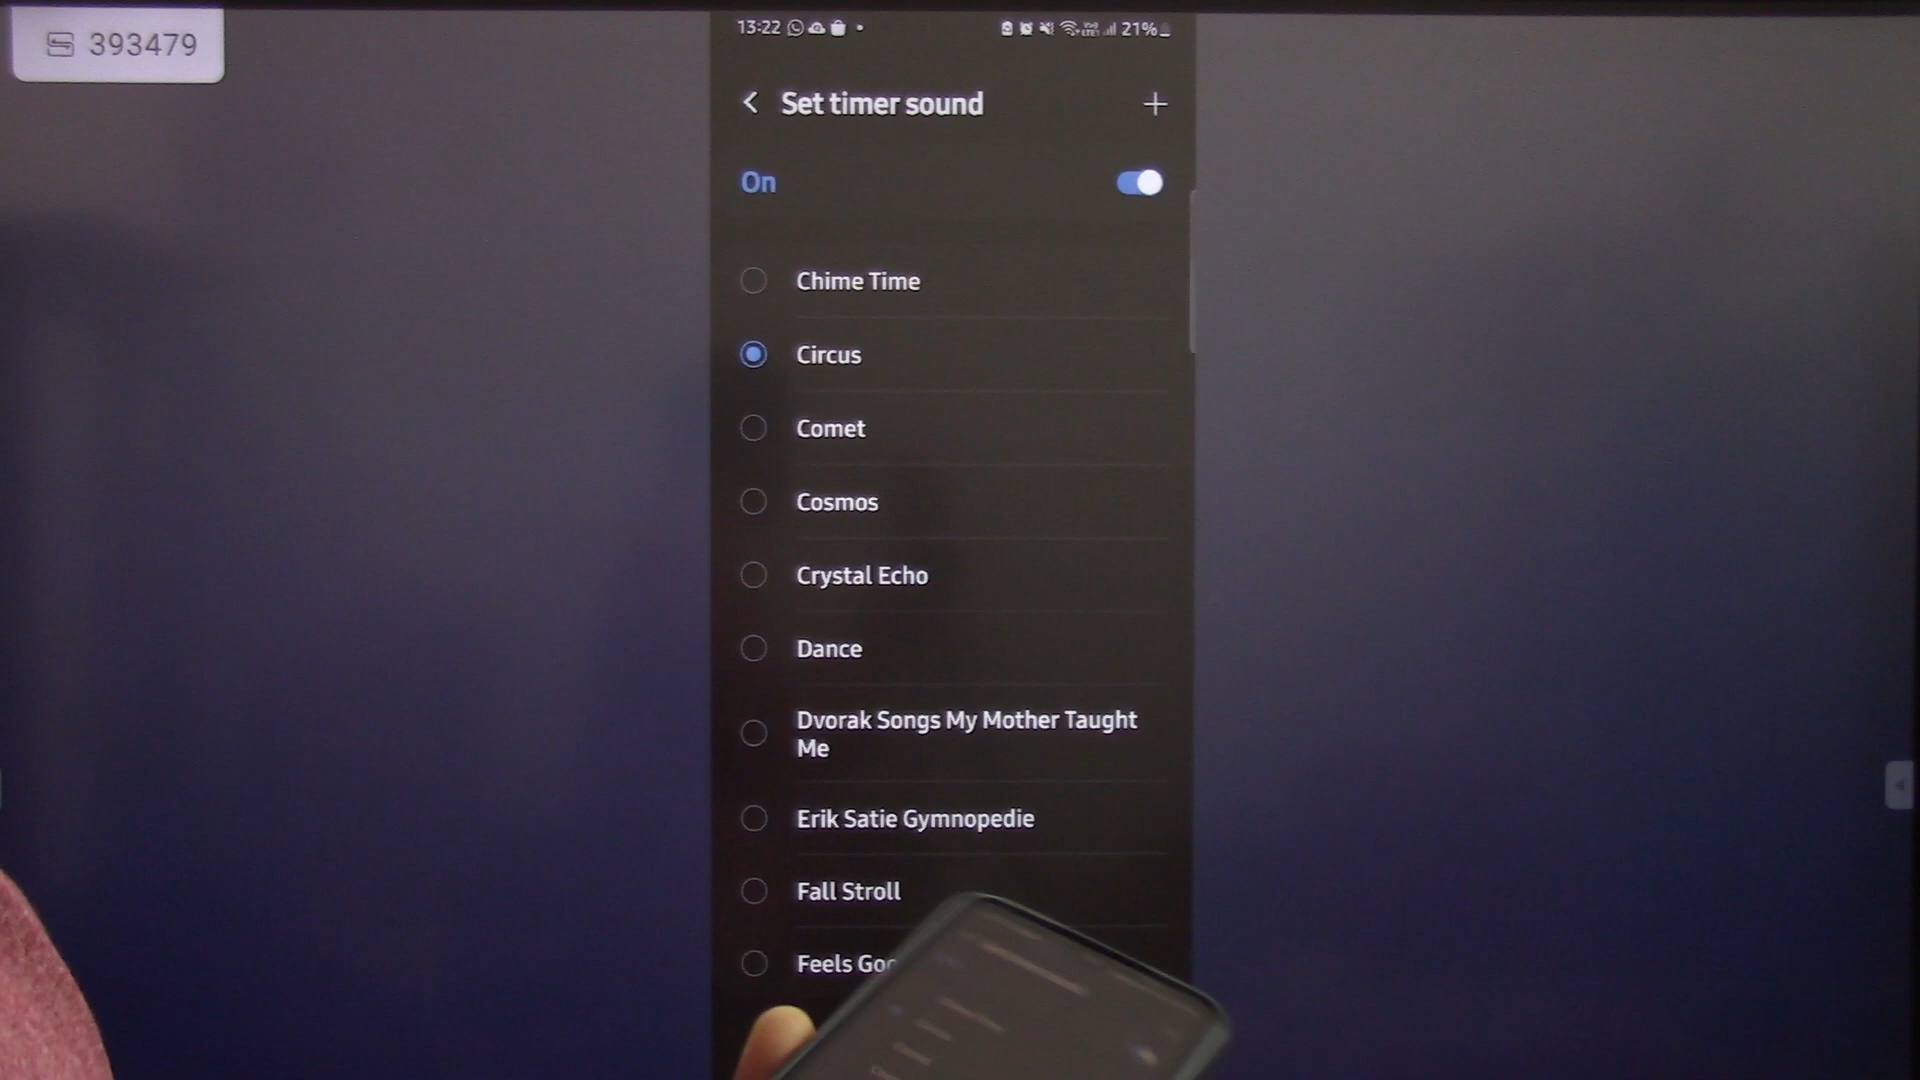 393479
13:22 21%
Set timer sound
On
Chime Time
Circus
Comet
Cosmos
Crystal Echo
Dance
Dvorak Songs My Mother Taught
Me
Erik Satie Gymnopedie
Fall Stroll
Feels